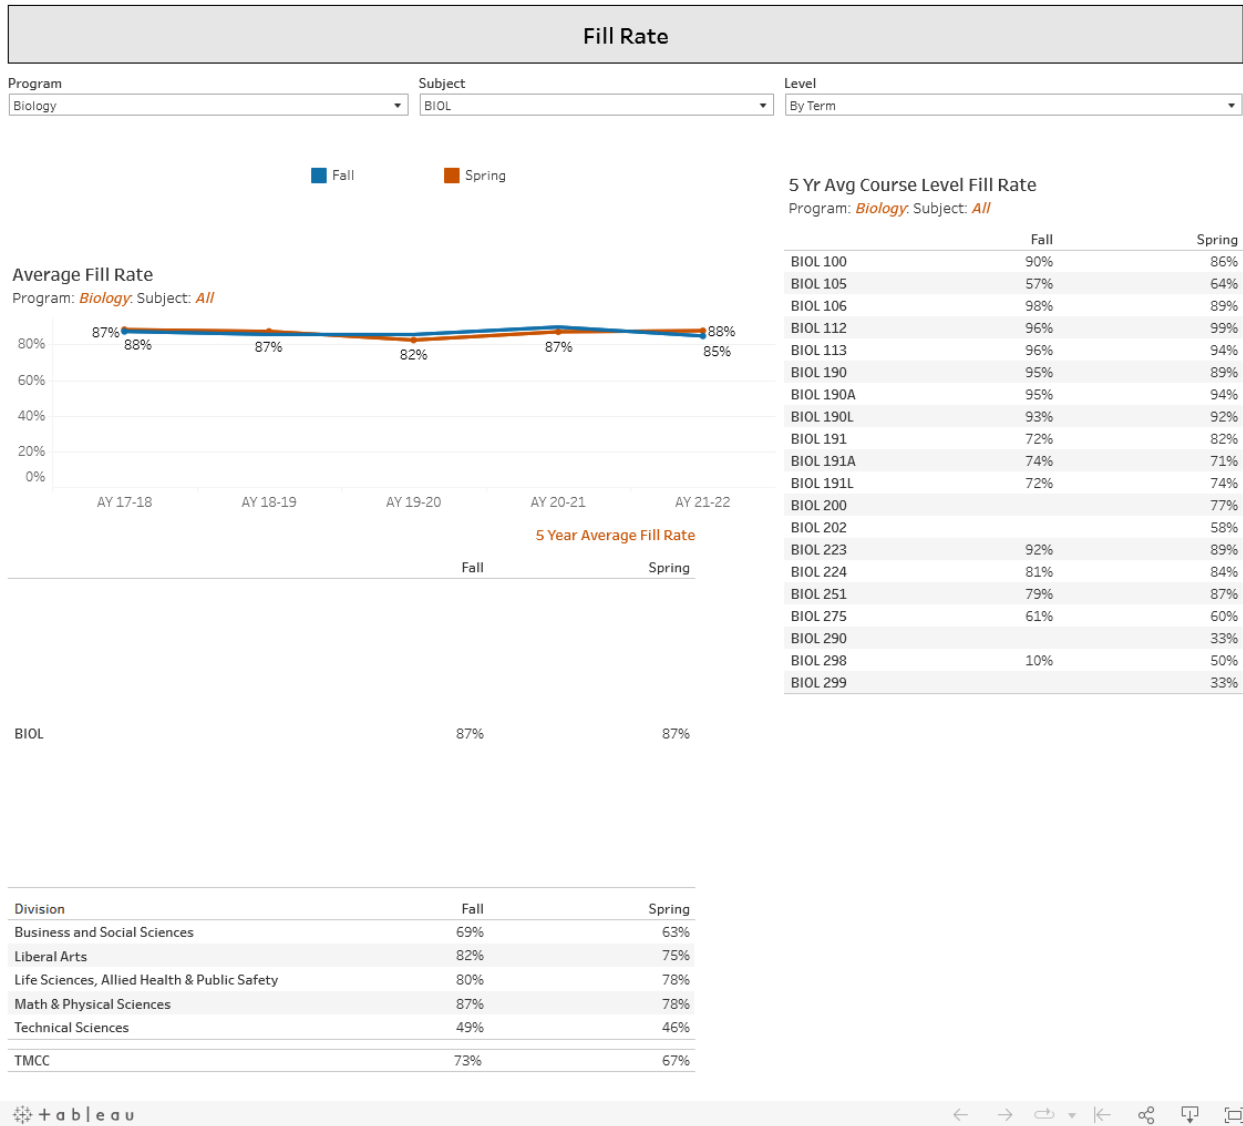 Fill Rate
Program
Subject
Level
Biology
BIOL
By Term
Fall
Spring
Average Fill Rate
Program: Biology: Subject: All
87%
88%
87%
82%
87%
88%
85%
80%
60%
40%
20%
0%
AY 17-18
AY 18-19
AY 19-20
AY 20-21
AY 21-22
5 Year Average Fill Rate
Fall Spring
BIOL 87% 87%
Division Fall Spring
Business and Social Sciences 69% 63%
Liberal Arts 82% 75%
Life Sciences, Allied Health & Public Safety 80% 78%
Math & Physical Sciences 87% 78%
Technical Sciences 49% 46%
TMCC 73% 67%
5 Yr Avg Course Level Fill Rate
Program: Biology: Subject: All
Fall Spring
BIOL 100 90% 86%
BIOL 105 57% 64%
BIOL 106 98% 89%
BIOL 112 96% 99%
BIOL 113 96% 94%
BIOL 190 95% 89%
BIOL 190A 95% 94%
BIOL 190L 93% 92%
BIOL 191 72% 82%
BIOL 191A 74% 71%
BIOL 191L 72% 74%
BIOL 200 77%
BIOL 202 58%
BIOL 223 92% 89%
BIOL 224 81% 84%
BIOL 251 79% 87%
BIOL 275 61% 60%
BIOL 290 33%
BIOL 298 10% 50%
BIOL 299 33%
+ableau